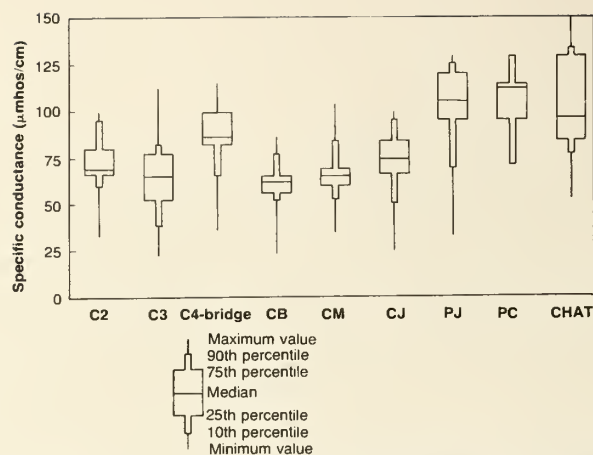 Specific conductance (µmhos/cm)
150
125
100
75
50
25
0
C2 C3 C4-bridge CB CM CJ PJ PC CHAT
Maximum value
90th percentile
75th percentile
Median
25th percentile
10th percentile
Minimum value